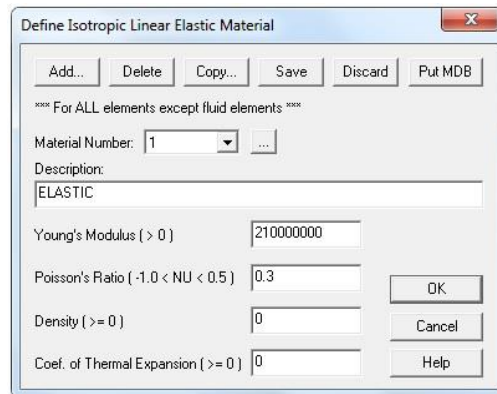 Define Isotropic Linear Elastic Material
Add... Delete Copy... Save Discard Put MDB
*** For ALL elements except fluid elements ***
Material Number: 1 ...
Description:
ELASTIC
Young's Modulus ( > 0 ) 210000000
Poisson's Ratio ( -1.0 < NU < 0.5 ) 0.3
OK
Density ( >= 0 ) 0
Cancel
Coef. of Thermal Expansion ( >= 0 ) 0
Help